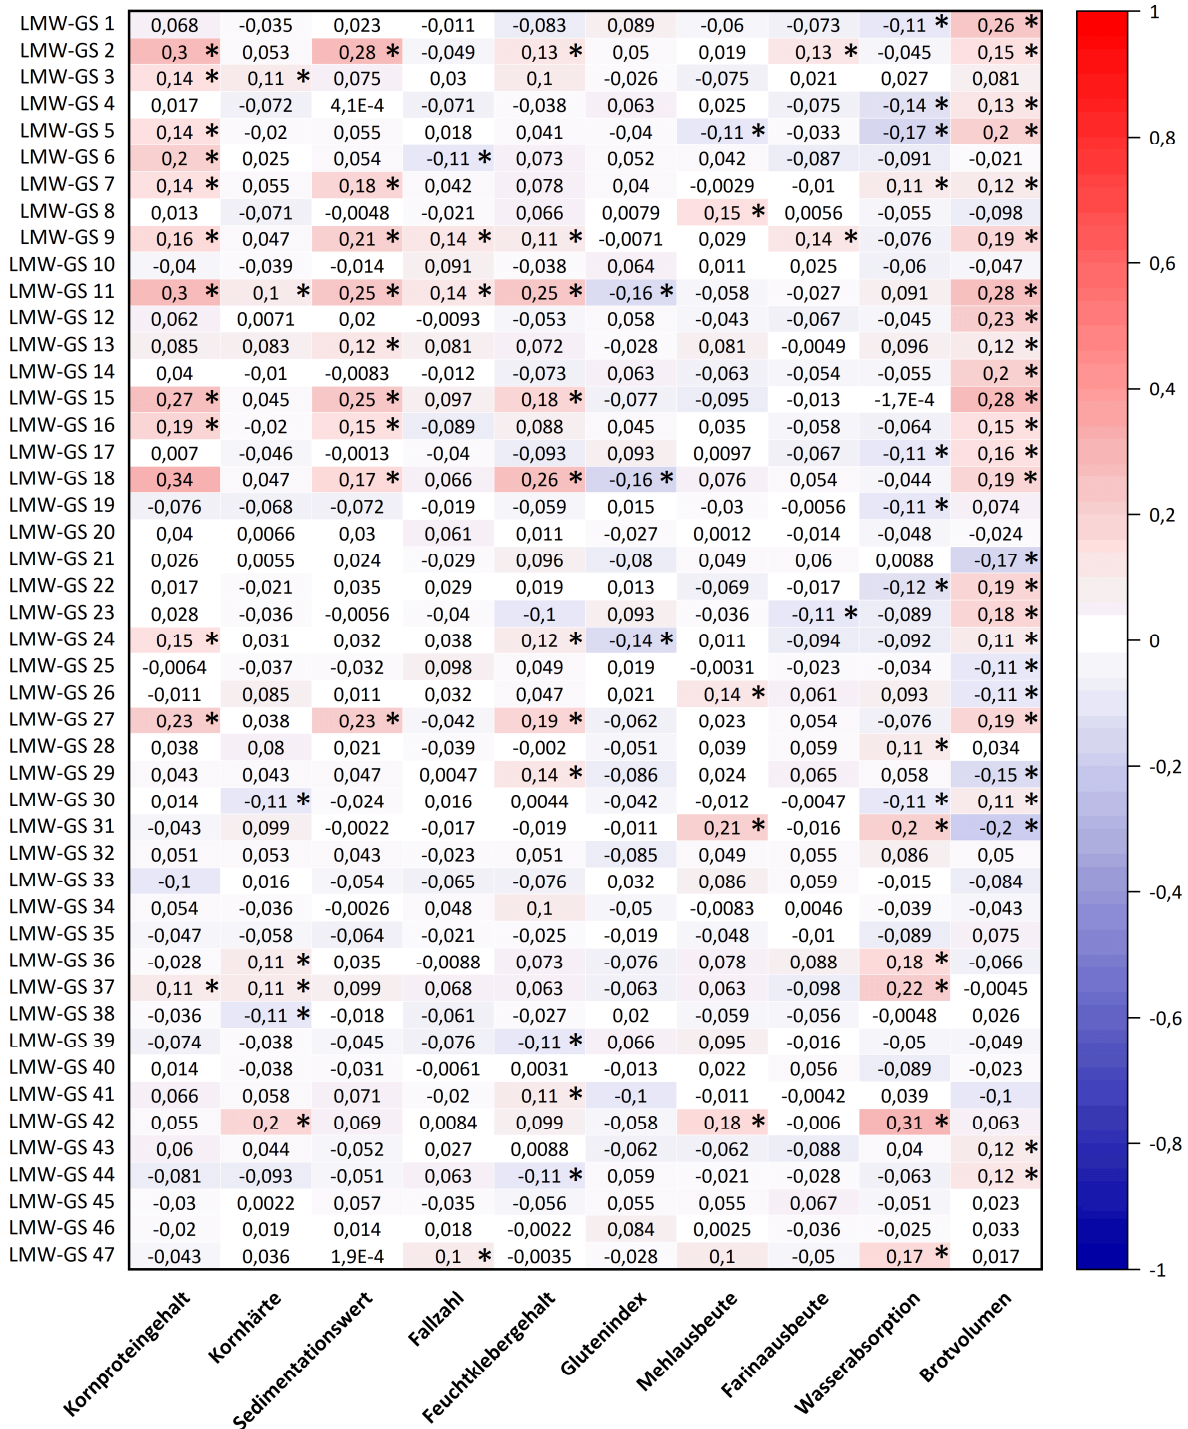 LMW-GS 1 0,068 -0,035 0,023 -0,011 -0,083 0,089 -0,06 -0,073 -0,11 * 0,26 *
LMW-GS 2 0,3 * 0,053 0,28 * -0,049 0,13 * 0,05 0,019 0,13 * -0,045 0,15 *
LMW-GS 3 0,14 * 0,11 * 0,075 0,03 0,1 -0,026 -0,075 0,021 0,027 0,081
LMW-GS 4 0,017 -0,072 4,1E-4 -0,071 -0,038 0,063 0,025 -0,075 -0,14 * 0,13 *
LMW-GS 5 0,14 * -0,02 0,055 0,018 0,041 -0,04 -0,11 * -0,033 -0,17 * 0,2 *
LMW-GS 6 0,2 * 0,025 0,054 -0,11 * 0,073 0,052 0,042 -0,087 -0,091 -0,021
LMW-GS 7 0,14 * 0,055 0,18 * 0,042 0,078 0,04 -0,0029 -0,01 0,11 * 0,12 *
LMW-GS 8 0,013 -0,071 -0,0048 -0,021 0,066 0,0079 0,15 * 0,0056 -0,055 -0,098
LMW-GS 9 0,16 * 0,047 0,21 * 0,14 * 0,11 * -0,0071 0,029 0,14 * -0,076 0,19 *
LMW-GS 10 -0,04 -0,039 -0,014 0,091 -0,038 0,064 0,011 0,025 -0,06 -0,047
LMW-GS 11 0,3 * 0,1 * 0,25 * 0,14 * 0,25 * -0,16 * -0,058 -0,027 0,091 0,28 *
LMW-GS 12 0,062 0,0071 0,02 -0,0093 -0,053 0,058 -0,043 -0,067 -0,045 0,23 *
LMW-GS 13 0,085 0,083 0,12 * 0,081 0,072 -0,028 0,081 -0,0049 0,096 0,12 *
LMW-GS 14 0,04 -0,01 -0,0083 -0,012 -0,073 0,063 -0,063 -0,054 -0,055 0,2 *
LMW-GS 15 0,27 * 0,045 0,25 * 0,097 0,18 * -0,077 -0,095 -0,013 -1,7E-4 0,28 *
LMW-GS 16 0,19 * -0,02 0,15 * -0,089 0,088 0,045 0,035 -0,058 -0,064 0,15 *
LMW-GS 17 0,007 -0,046 -0,0013 -0,04 -0,093 0,093 0,0097 -0,067 -0,11 * 0,16 *
LMW-GS 18 0,34 0,047 0,17 * 0,066 0,26 * -0,16 * 0,076 0,054 -0,044 0,19 *
LMW-GS 19 -0,076 -0,068 -0,072 -0,019 -0,059 0,015 -0,03 -0,0056 -0,11 * 0,074
LMW-GS 20 0,04 0,0066 0,03 0,061 0,011 -0,027 0,0012 -0,014 -0,048 -0,024
LMW-GS 21 0,026 0,0055 0,024 -0,029 0,096 -0,08 0,049 0,06 0,0088 -0,17 *
LMW-GS 22 0,017 -0,021 0,035 0,029 0,019 0,013 -0,069 -0,017 -0,12 * 0,19 *
LMW-GS 23 0,028 -0,036 -0,0056 -0,04 -0,1 0,093 -0,036 -0,11 * -0,089 0,18 *
LMW-GS 24 0,15 * 0,031 0,032 0,038 0,12 * -0,14 * 0,011 -0,094 -0,092 0,11 *
LMW-GS 25 -0,0064 -0,037 -0,032 0,098 0,049 0,019 -0,0031 -0,023 -0,034 -0,11 *
LMW-GS 26 -0,011 0,085 0,011 0,032 0,047 0,021 0,14 * 0,061 0,093 -0,11 *
LMW-GS 27 0,23 * 0,038 0,23 * -0,042 0,19 * -0,062 0,023 0,054 -0,076 0,19 *
LMW-GS 28 0,038 0,08 0,021 -0,039 -0,002 -0,051 0,039 0,059 0,11 * 0,034
LMW-GS 29 0,043 0,043 0,047 0,0047 0,14 * -0,086 0,024 0,065 0,058 -0,15 *
LMW-GS 30 0,014 -0,11 * -0,024 0,016 0,0044 -0,042 -0,012 -0,0047 -0,11 * 0,11 *
LMW-GS 31 -0,043 0,099 -0,0022 -0,017 -0,019 -0,011 0,21 * -0,016 0,2 * -0,2 *
LMW-GS 32 0,051 0,053 0,043 -0,023 0,051 -0,085 0,049 0,055 0,086 0,05
LMW-GS 33 -0,1 0,016 -0,054 -0,065 -0,076 0,032 0,086 0,059 -0,015 -0,084
LMW-GS 34 0,054 -0,036 -0,0026 0,048 0,1 -0,05 -0,0083 0,0046 -0,039 -0,043
LMW-GS 35 -0,047 -0,058 -0,064 -0,021 -0,025 -0,019 -0,048 -0,01 -0,089 0,075
LMW-GS 36 -0,028 0,11 * 0,035 -0,0088 0,073 -0,076 0,078 0,088 0,18 * -0,066
LMW-GS 37 0,11 * 0,11 * 0,099 0,068 0,063 -0,063 0,063 -0,098 0,22 * -0,0045
LMW-GS 38 -0,036 -0,11 * -0,018 -0,061 -0,027 0,02 -0,059 -0,056 -0,0048 0,026
LMW-GS 39 -0,074 -0,038 -0,045 -0,076 -0,11 * 0,066 0,095 -0,016 -0,05 -0,049
LMW-GS 40 0,014 -0,038 -0,031 -0,0061 0,0031 -0,013 0,022 0,056 -0,089 -0,023
LMW-GS 41 0,066 0,058 0,071 -0,02 0,11 * -0,1 -0,011 -0,0042 0,039 -0,1
LMW-GS 42 0,055 0,2 * 0,069 0,0084 0,099 -0,058 0,18 * -0,006 0,31 * 0,063
LMW-GS 43 0,06 0,044 -0,052 0,027 0,0088 -0,062 -0,062 -0,088 0,04 0,12 *
LMW-GS 44 -0,081 -0,093 -0,051 0,063 -0,11 * 0,059 -0,021 -0,028 -0,063 0,12 *
LMW-GS 45 -0,03 0,0022 0,057 -0,035 -0,056 0,055 0,055 0,067 -0,051 0,023
LMW-GS 46 -0,02 0,019 0,014 0,018 -0,0022 0,084 0,0025 -0,036 -0,025 0,033
LMW-GS 47 -0,043 0,036 1,9E-4 0,1 * -0,0035 -0,028 0,1 -0,05 0,17 * 0,017
Kornproteingehalt
Kornhärte
Sedimentationswert
Fallzahl
Feuchtklebergehalt
Glutenindex
Mehlausbeute
Farinaausbeute
Wasserabsorption
Brotvolumen
1
0,8
0,6
0,4
0,2
0
-0,2
-0,4
-0,6
-0,8
-1